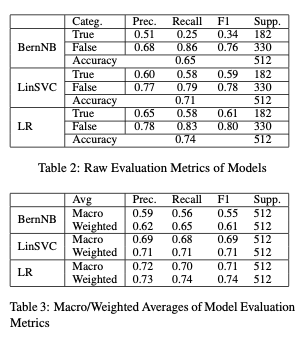 Categ. Prec. Recall F1 Supp.
BernNB
True 0.51 0.25 0.34 182
False 0.68 0.86 0.76 330
Accuracy 0.65 512
LinSVC
True 0.60 0.58 0.59 182
False 0.77 0.79 0.78 330
Accuracy 0.71 512
LR
True 0.65 0.58 0.61 182
False 0.78 0.83 0.80 330
Accuracy 0.74 512
Table 2: Raw Evaluation Metrics of Models
Avg Prec. Recall F1 Supp.
BernNB
Macro 0.59 0.56 0.55 512
Weighted 0.62 0.65 0.61 512
LinSVC
Macro 0.69 0.68 0.69 512
Weighted 0.71 0.71 0.71 512
LR
Macro 0.72 0.70 0.71 512
Weighted 0.73 0.74 0.74 512
Table 3: Macro/Weighted Averages of Model Evaluation
Metrics